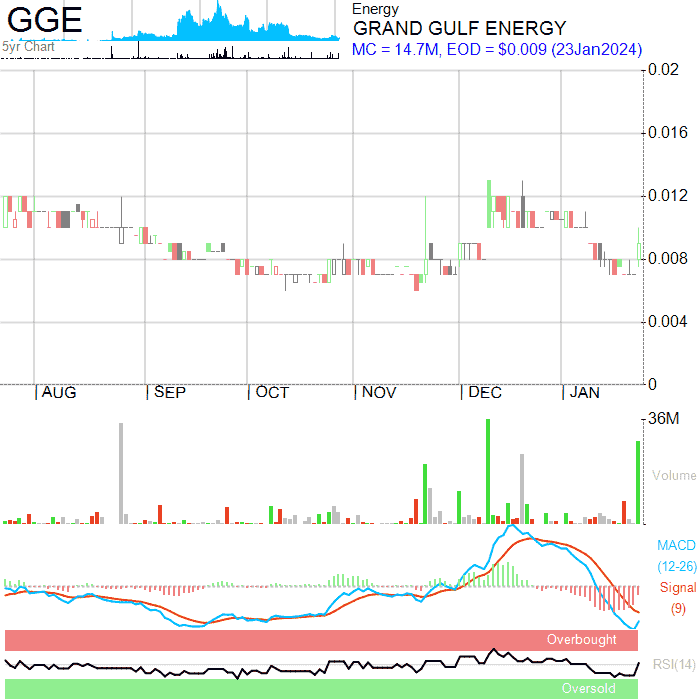 GGE
5yr Chart
Energy
GRAND GULF ENERGY
MC = 14.7M, EOD = $0.009 (23Jan2024)
0.02
0.016
0.012
0.008
0.004
0
AUG SEP OCT NOV DEC JAN
36M
Volume
MACD
(12-26)
Signal
(9)
Overbought
RSI(14)
Oversold